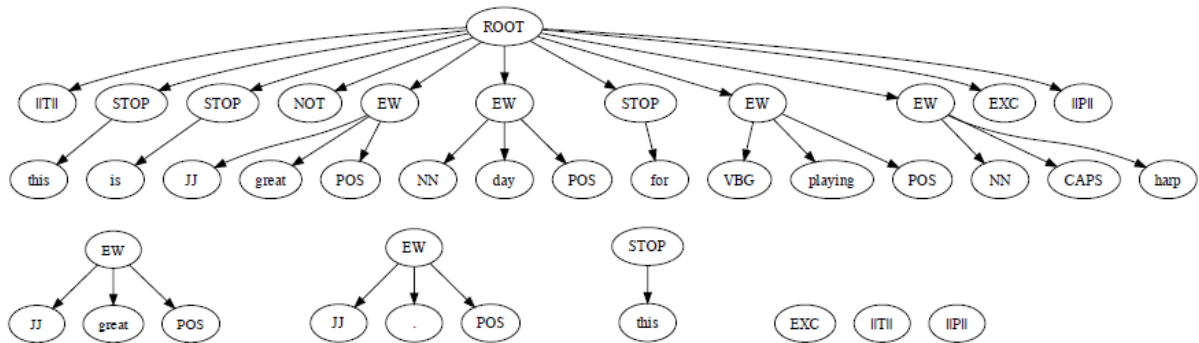 ROOT
||T|| STOP STOP NOT EW EW STOP EW EW EXC ||P||
this is JJ great POS NN day POS for VBG playing POS NN CAPS harp
EW EW STOP
JJ great POS JJ . POS this EXC ||T|| ||P||